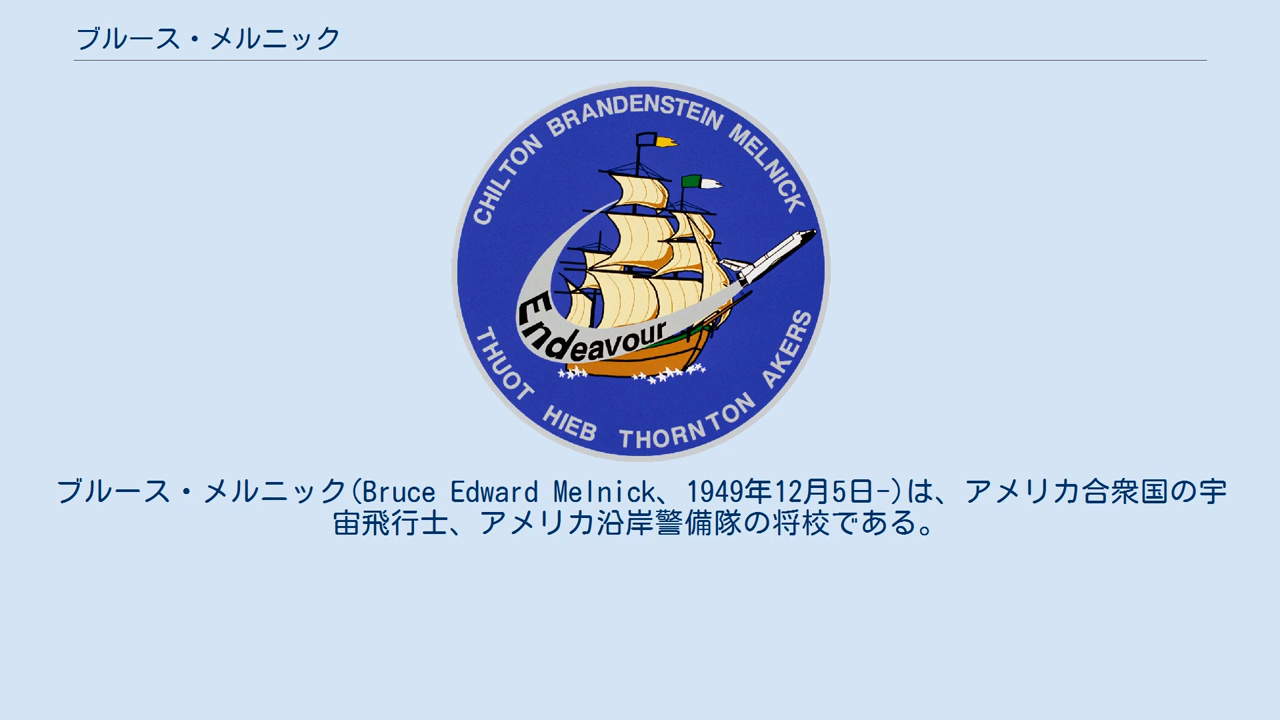 ブルース・メルニック
CHILTON BRANDENSTEIN MELNICK
Endeavour
THUOT HIEB THORNTON AKERS
ブルース・メルニック(Bruce Edward Melnick、1949年12月5日-)は、アメリカ合衆国の宇
宙飛行士、アメリカ沿岸警備隊の将校である。